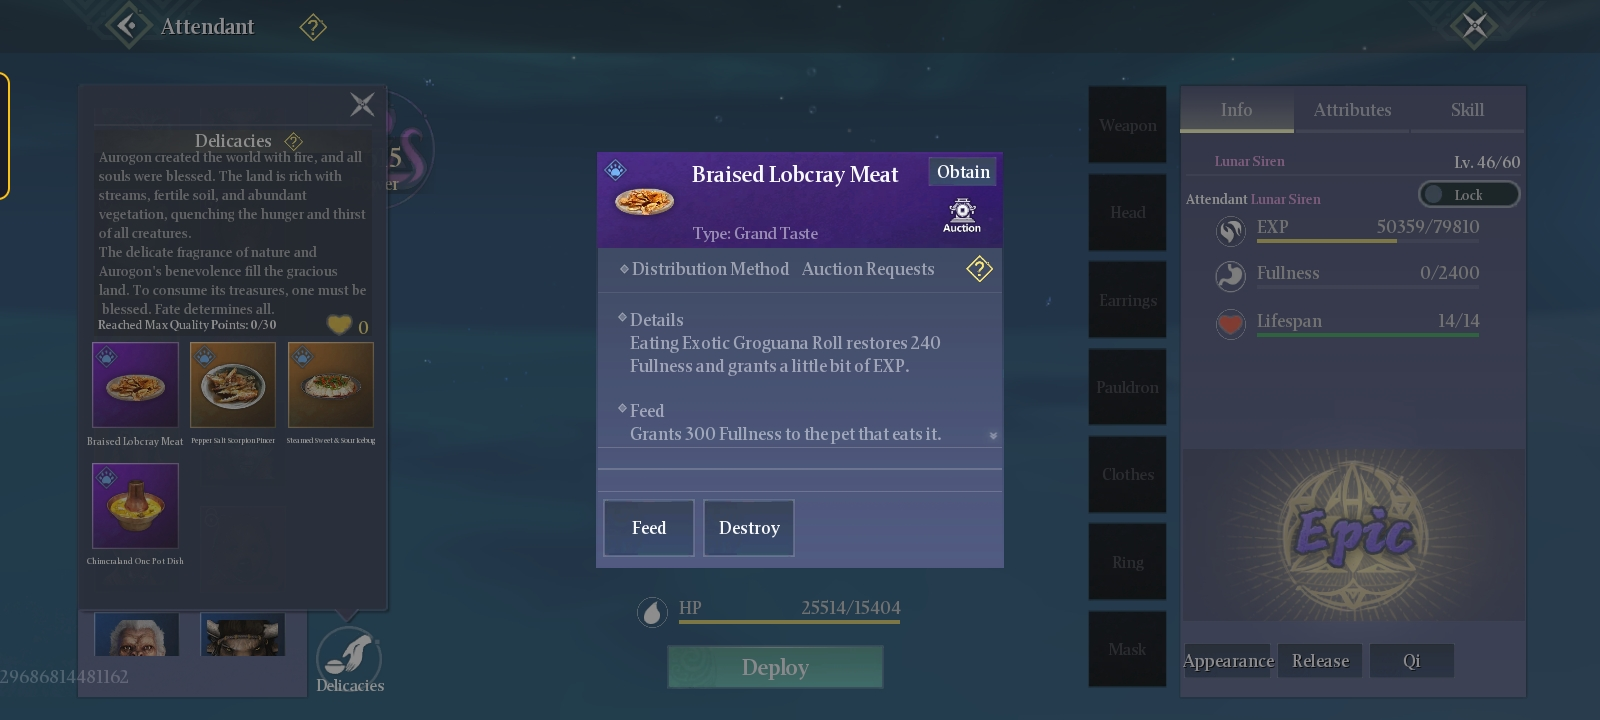 Attendant
Delicacies
Aurogon created the world with fire, and all
souls were blessed. The land is rich with
streams, fertile soil, and abundant
vegetation, quenching the hunger and thirst
of all creatures.
The delicate fragrance of nature and
Aurogon's benevolence fill the gracious
land. To consume its treasures, one must be
blessed. Fate determines all.
Reached Max Quality Points: 0/30
0
Braised Lobcray Meat
Pepper Salt Scorpion Pincer
Steamed Sweet & Sour Icebug
Chimeraland One Pot Dish
29686814481162
Delicacies
5
er
Braised Lobcray Meat
Obtain
Type: Grand Taste
Auction
Distribution Method Auction Requests
Details
Eating Exotic Groguana Roll restores 240
Fullness and grants a little bit of EXP.
Feed
Grants 300 Fullness to the pet that eats it.
Feed
Destroy
HP 25514/15404
Deploy
Weapon
Head
Earrings
Pauldron
Clothes
Ring
Mask
Info
Attributes
Skill
Lunar Siren
Lv. 46/60
Attendant Lunar Siren
Lock
EXP 50359/79810
Fullness 0/2400
Lifespan 14/14
Epic
Appearance
Release
Qi